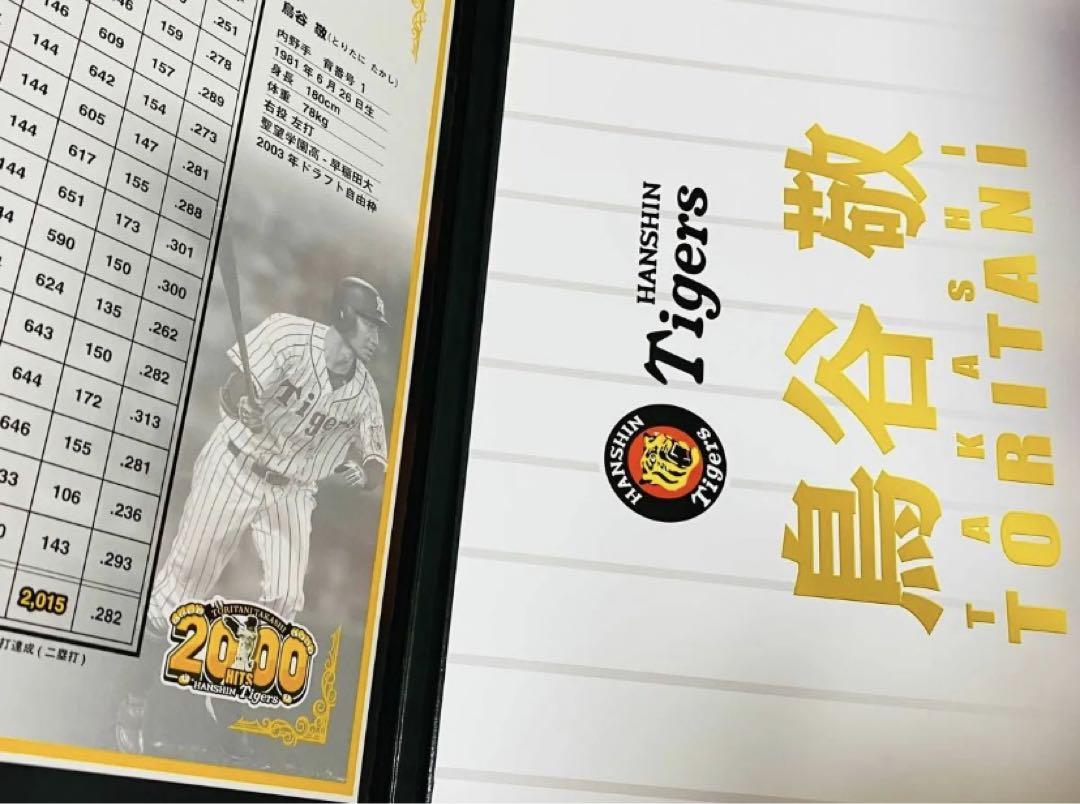 .251
46 159 .278
146 609 157 .289
144 642 154 .273
144 605 147 .281
144 617 155 .288
144 651 173 .301
44 590 150 .300
624 135 .262
643 150 .282
644 172 .313
646 155 .281
33 106 .236
143 .293
2,015 .282
打達成(二塁打)
鳥谷 敬(とりたに たかし)
内野手 背番号 1
1981年6月26日生
身長 180cm
体重 78kg
右投 左打
聖望学園高-早稲田大
2003年ドラフト自由枠
Tigers
TORITANI TAKASHI
2000
HITS
HANSHIN Tigers
鳥谷 敬
TAKASHI
TORITANI
HANSHIN
Tigers
HANSHIN
Tigers